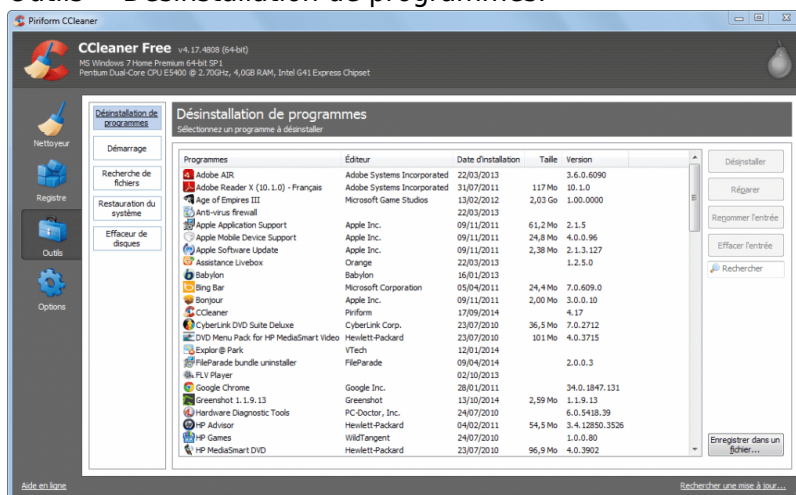 Piriform CCleaner
CCleaner Free v4.17.4808 (64-bit)
MS Windows 7 Home Premium 64-bit SP1
Pentium Dual-Core CPU E5400 @ 2.70GHz, 4,0GB RAM, Intel G41 Express Chipset
Nettoyeur
Registre
Outils
Options
Désinstallation de
programmes
Démarrage
Recherche de
fichiers
Restauration du
système
Effaceur de
disques
Désinstallation de programmes
Sélectionnez un programme à désinstaller
Programmes Éditeur Date d'installation Taille Version
Adobe AIR Adobe Systems Incorporated 22/03/2013 3.6.0.6090
Adobe Reader X (10.1.0) - Français Adobe Systems Incorporated 31/07/2011 117 Mo 10.1.0
Age of Empires III Microsoft Game Studios 13/02/2012 2,03 Go 1.00.0000
Anti-virus firewall 22/03/2013
Apple Application Support Apple Inc. 09/11/2011 61,2 Mo 2.1.5
Apple Mobile Device Support Apple Inc. 09/11/2011 24,8 Mo 4.0.0.96
Apple Software Update Apple Inc. 09/11/2011 2,38 Mo 2.1.3.127
Assistance Livebox Orange 22/03/2013 1.2.5.0
Babylon Babylon 16/01/2013
Bing Bar Microsoft Corporation 05/04/2011 24,4 Mo 7.0.609.0
Bonjour Apple Inc. 09/11/2011 2,00 Mo 3.0.0.10
CCleaner Piriform 17/09/2014 4.17
CyberLink DVD Suite Deluxe CyberLink Corp. 23/07/2010 36,5 Mo 7.0.2712
DVD Menu Pack for HP MediaSmart Video Hewlett-Packard 23/07/2010 101 Mo 4.0.3715
Explor@ Park VTech 12/01/2014
FileParade bundle uninstaller FileParade 09/04/2014 2.0.0.3
FLV Player 02/10/2013
Google Chrome Google Inc. 28/01/2011 34.0.1847.131
Greenshot 1.1.9.13 Greenshot 13/10/2014 2,59 Mo 1.1.9.13
Hardware Diagnostic Tools PC-Doctor, Inc. 24/07/2010 6.0.5418.39
HP Advisor Hewlett-Packard 04/02/2011 54,5 Mo 3.4.12850.3526
HP Games WildTangent 24/07/2010 1.0.0.80
HP MediaSmart DVD Hewlett-Packard 23/07/2010 96,9 Mo 4.0.3902
Désinstaller
Réparer
Renommer l'entrée
Effacer l'entrée
Rechercher
Enregistrer dans un
fichier...
Aide en ligne
Rechercher une mise à jour...